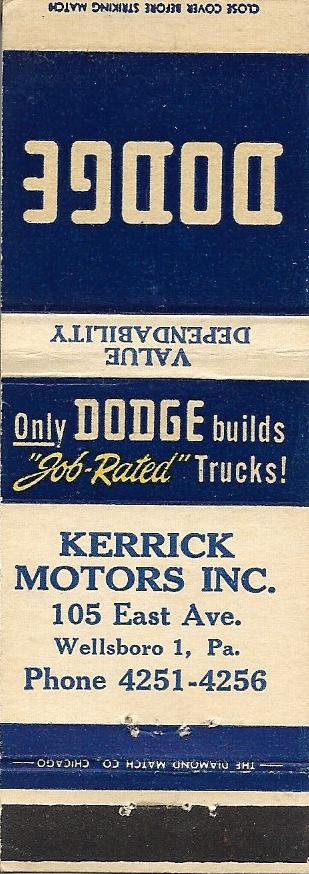 CLOSE COVER BEFORE STRIKING MATCH
DODGE
DEPENDABILITY
VALUE
Only DODGE builds
"Job-Rated" Trucks!
KERRICK
MOTORS INC.
105 East Ave.
Wellsboro 1, Pa.
Phone 4251-4256
THE DIAMOND MATCH CO. CHICAGO